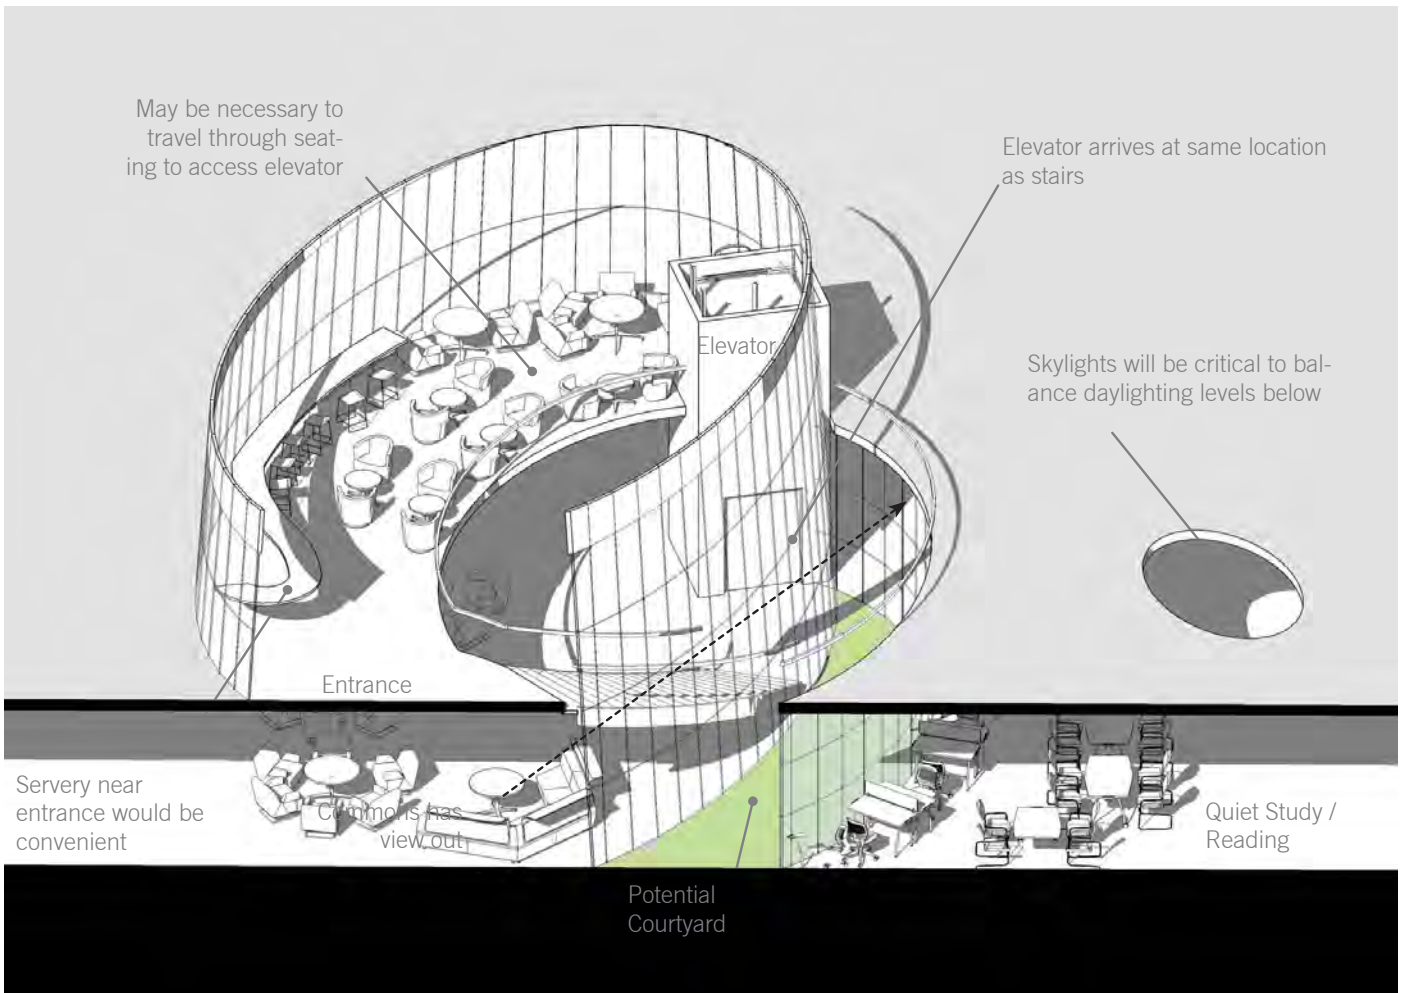 May be necessary to
travel through seat-
ing to access elevator
Elevator arrives at same location
as stairs
Elevator
Skylights will be critical to bal-
ance daylighting levels below
Entrance
Servery near
entrance would be
convenient
Commons has
view out
Quiet Study /
Reading
Potential
Courtyard